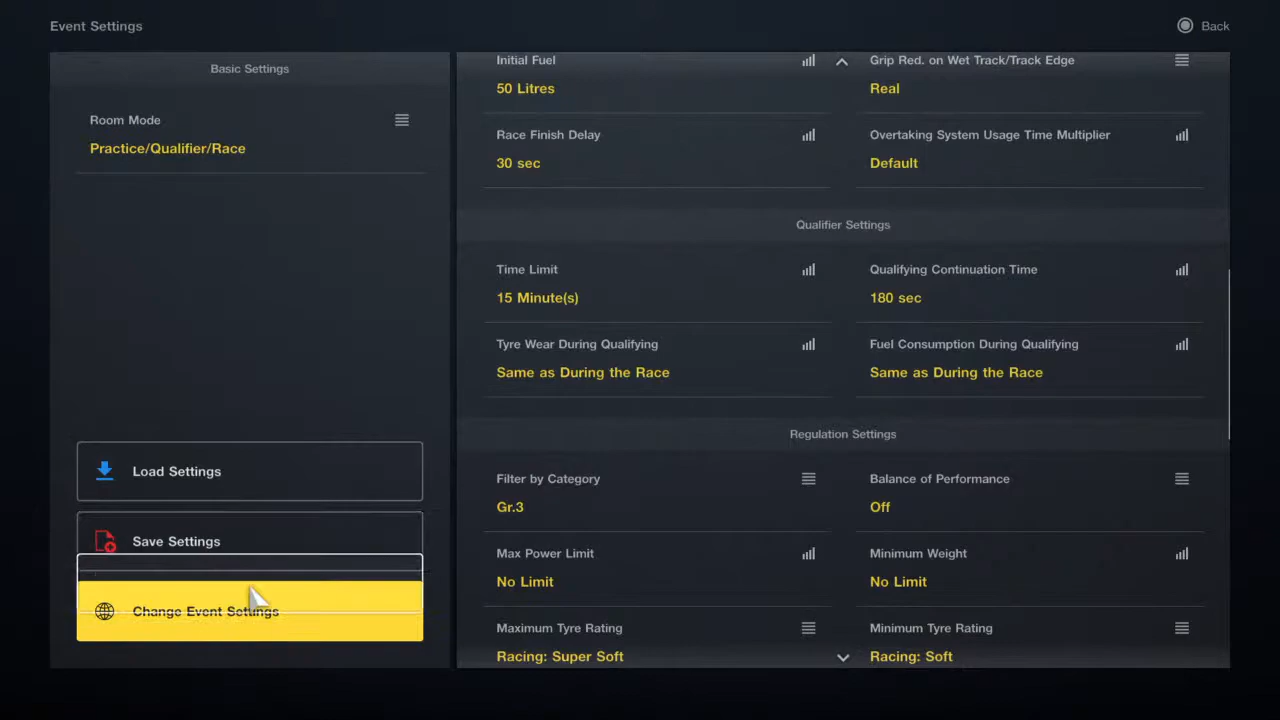 Event Settings
Back
Basic Settings
Room Mode
Practice/Qualifier/Race
Load Settings
Save Settings
Change Event Settings
Initial Fuel
50 Litres
Grip Red. on Wet Track/Track Edge
Real
Race Finish Delay
30 sec
Overtaking System Usage Time Multiplier
Default
Qualifier Settings
Time Limit
15 Minute(s)
Qualifying Continuation Time
180 sec
Tyre Wear During Qualifying
Same as During the Race
Fuel Consumption During Qualifying
Same as During the Race
Regulation Settings
Filter by Category
Gr.3
Balance of Performance
Off
Max Power Limit
No Limit
Minimum Weight
No Limit
Maximum Tyre Rating
Racing: Super Soft
Minimum Tyre Rating
Racing: Soft